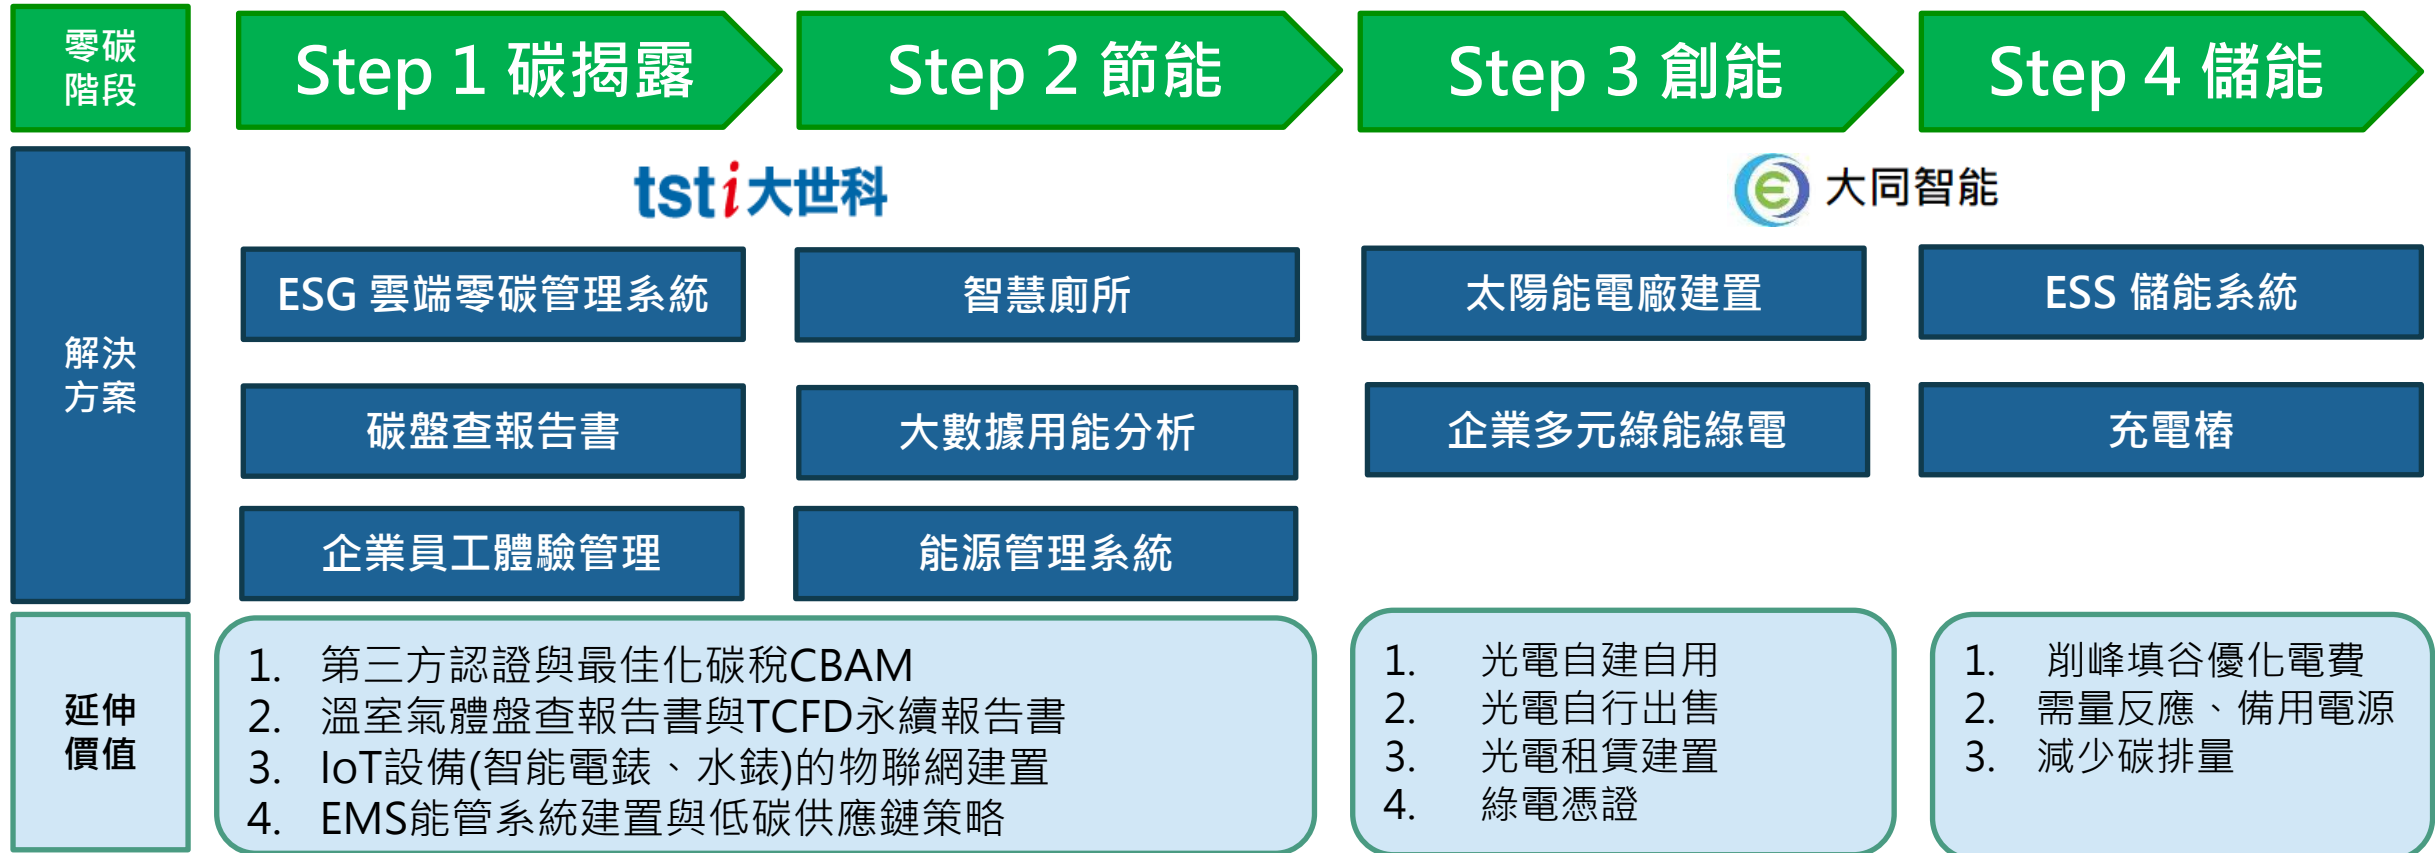 零碳
階段
Step 1 碳揭露
Step 2 節能
Step 3 創能
Step 4 儲能
解決
方案
tsti大世科
大同智能
ESG 雲端零碳管理系統
智慧廁所
太陽能電廠建置
ESS 儲能系統
碳盤查報告書
大數據用能分析
企業多元綠能綠電
充電樁
企業員工體驗管理
能源管理系統
延伸
價值
1. 第三方認證與最佳化碳稅CBAM
2. 溫室氣體盤查報告書與TCFD永續報告書
3. IoT設備(智能電錶、水錶)的物聯網建置
4. EMS能管系統建置與低碳供應鏈策略
1. 光電自建自用
2. 光電自行出售
3. 光電租賃建置
4. 綠電憑證
1. 削峰填谷優化電費
2. 需量反應、備用電源
3. 減少碳排量